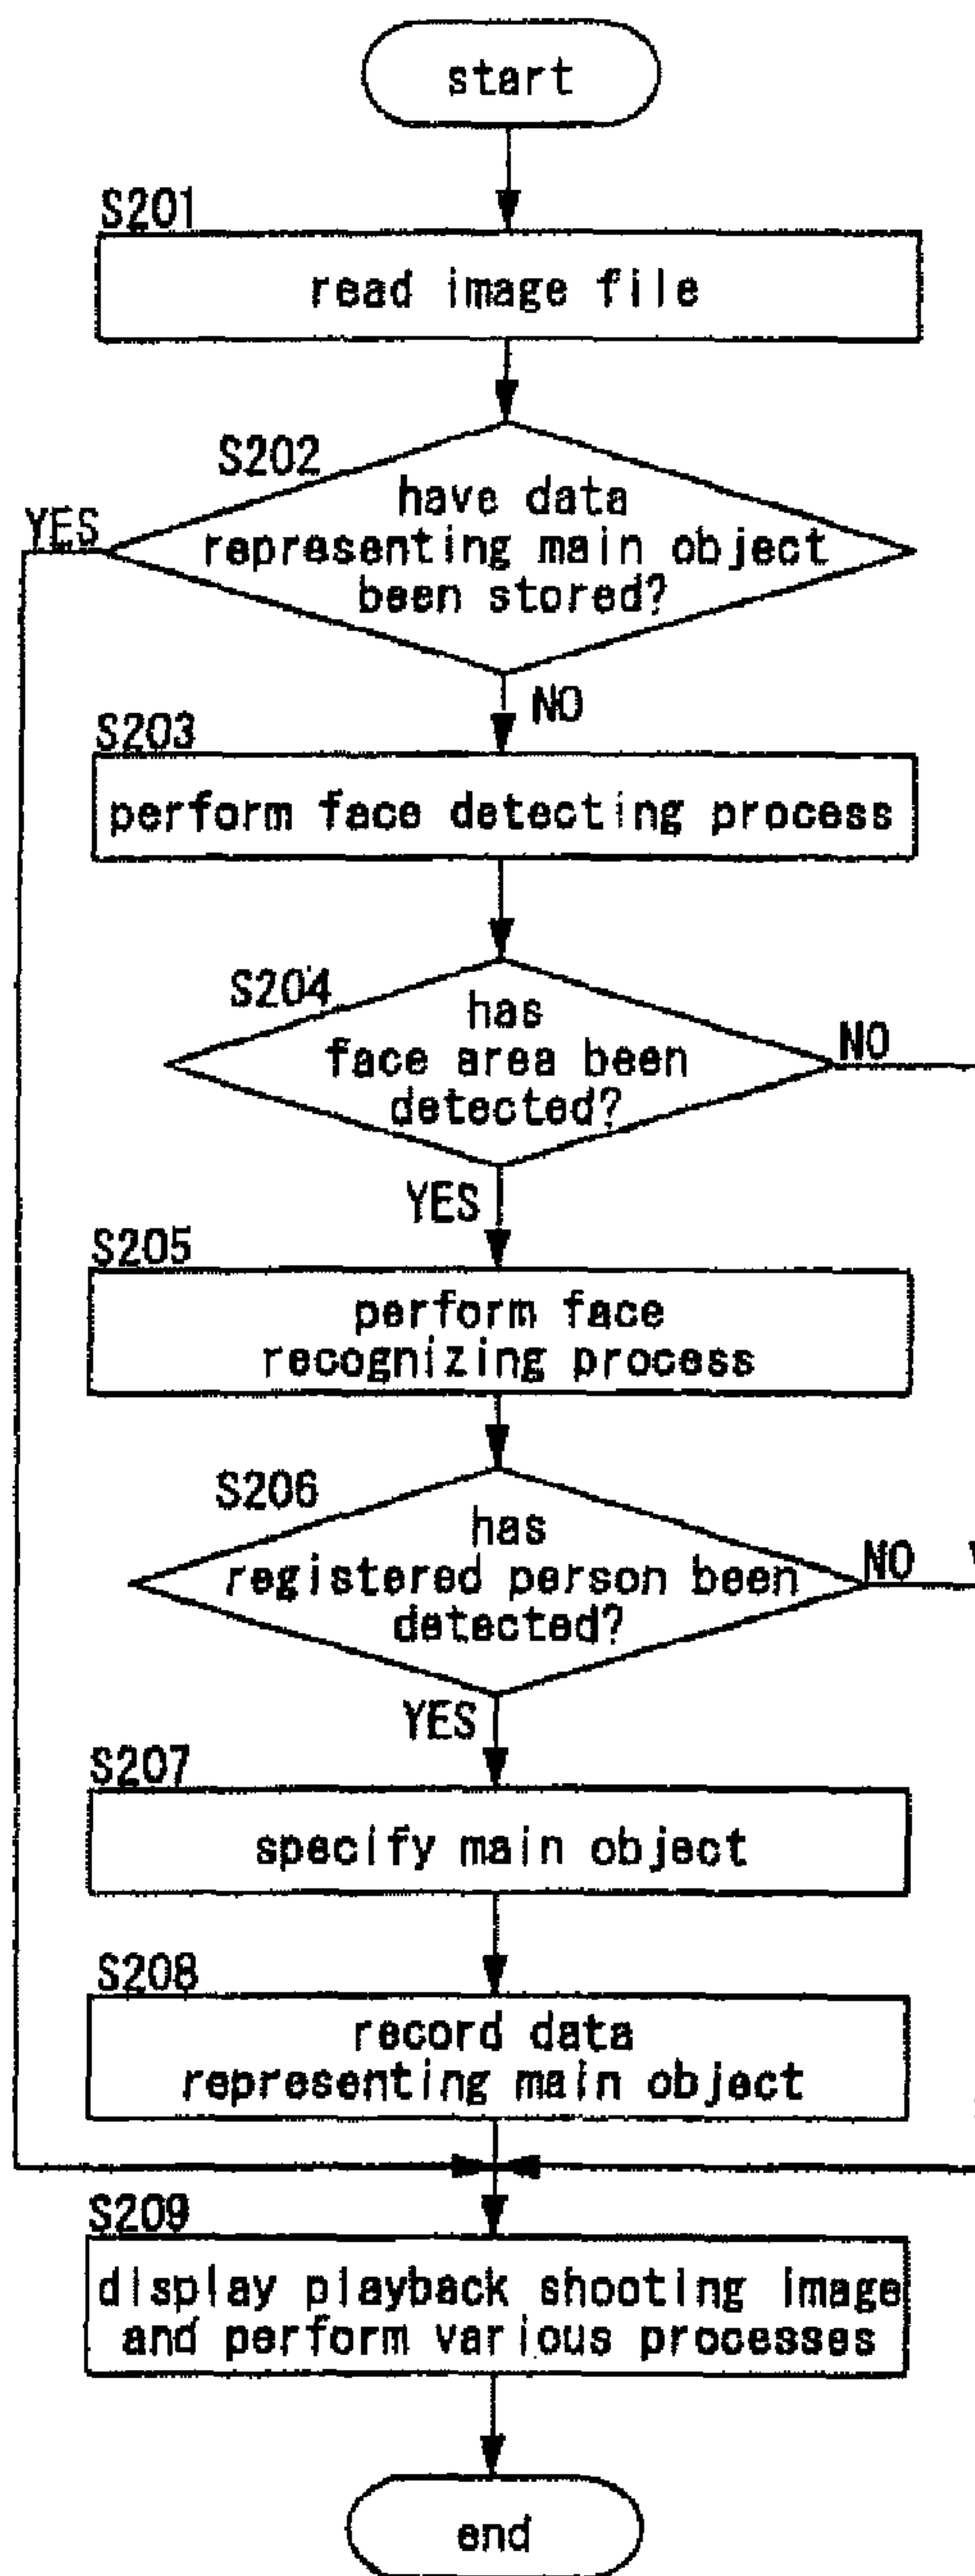 start
S201
read image file
S202
have data
representing main object
been stored?
YES
NO
S203
perform face detecting process
S204
has
face area been
detected?
NO
YES
S205
perform face
recognizing process
S206
has
registered person been
detected?
NO
YES
S207
specify main object
S208
record data
representing main object
S209
display playback shooting image
and perform various processes
end